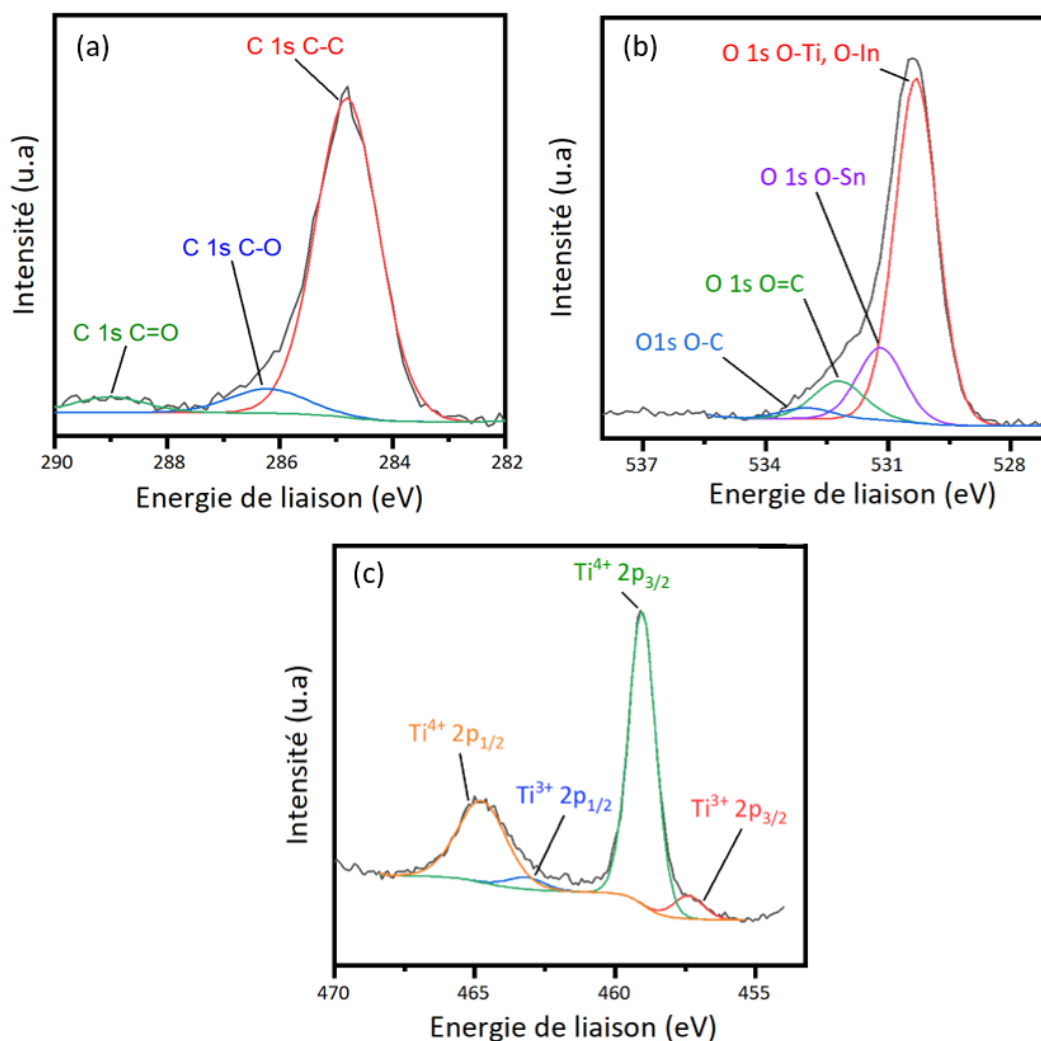 (a)
C 1s C-C
C 1s C-O
C 1s C=O
Intensité (u.a)
290 288 286 284 282
Energie de liaison (eV)
(b)
O 1s O-Ti, O-In
O 1s O-Sn
O 1s O=C
O1s O-C
Intensité (u.a)
537 534 531 528
Energie de liaison (eV)
(c)
Ti⁴⁺ 2p₃/₂
Ti⁴⁺ 2p₁/₂
Ti³⁺ 2p₁/₂
Ti³⁺ 2p₃/₂
Intensité (u.a)
470 465 460 455
Energie de liaison (eV)